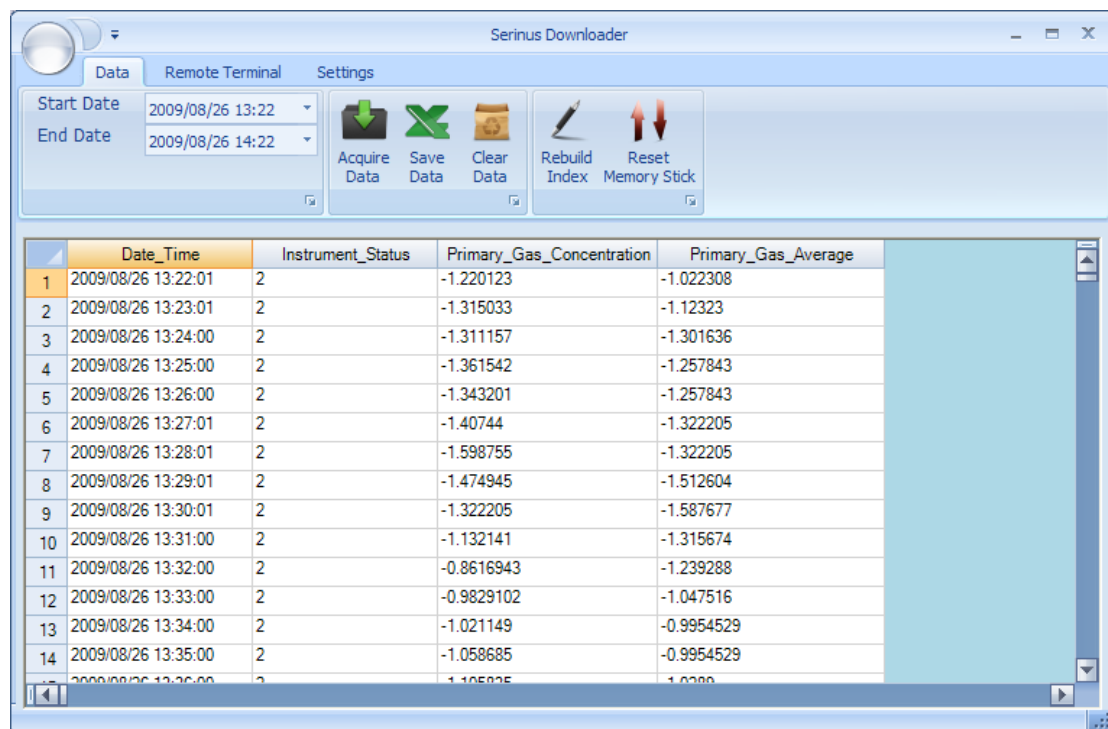 Serinus Downloader
Data Remote Terminal Settings
Start Date 2009/08/26 13:22
End Date 2009/08/26 14:22
Acquire Data Save Data Clear Data Rebuild Index Reset Memory Stick
Date_Time Instrument_Status Primary_Gas_Concentration Primary_Gas_Average
1 2009/08/26 13:22:01 2 -1.220123 -1.022308
2 2009/08/26 13:23:01 2 -1.315033 -1.12323
3 2009/08/26 13:24:00 2 -1.311157 -1.301636
4 2009/08/26 13:25:00 2 -1.361542 -1.257843
5 2009/08/26 13:26:00 2 -1.343201 -1.257843
6 2009/08/26 13:27:01 2 -1.40744 -1.322205
7 2009/08/26 13:28:01 2 -1.598755 -1.322205
8 2009/08/26 13:29:01 2 -1.474945 -1.512604
9 2009/08/26 13:30:01 2 -1.322205 -1.587677
10 2009/08/26 13:31:00 2 -1.132141 -1.315674
11 2009/08/26 13:32:00 2 -0.8616943 -1.239288
12 2009/08/26 13:33:00 2 -0.9829102 -1.047516
13 2009/08/26 13:34:00 2 -1.021149 -0.9954529
14 2009/08/26 13:35:00 2 -1.058685 -0.9954529